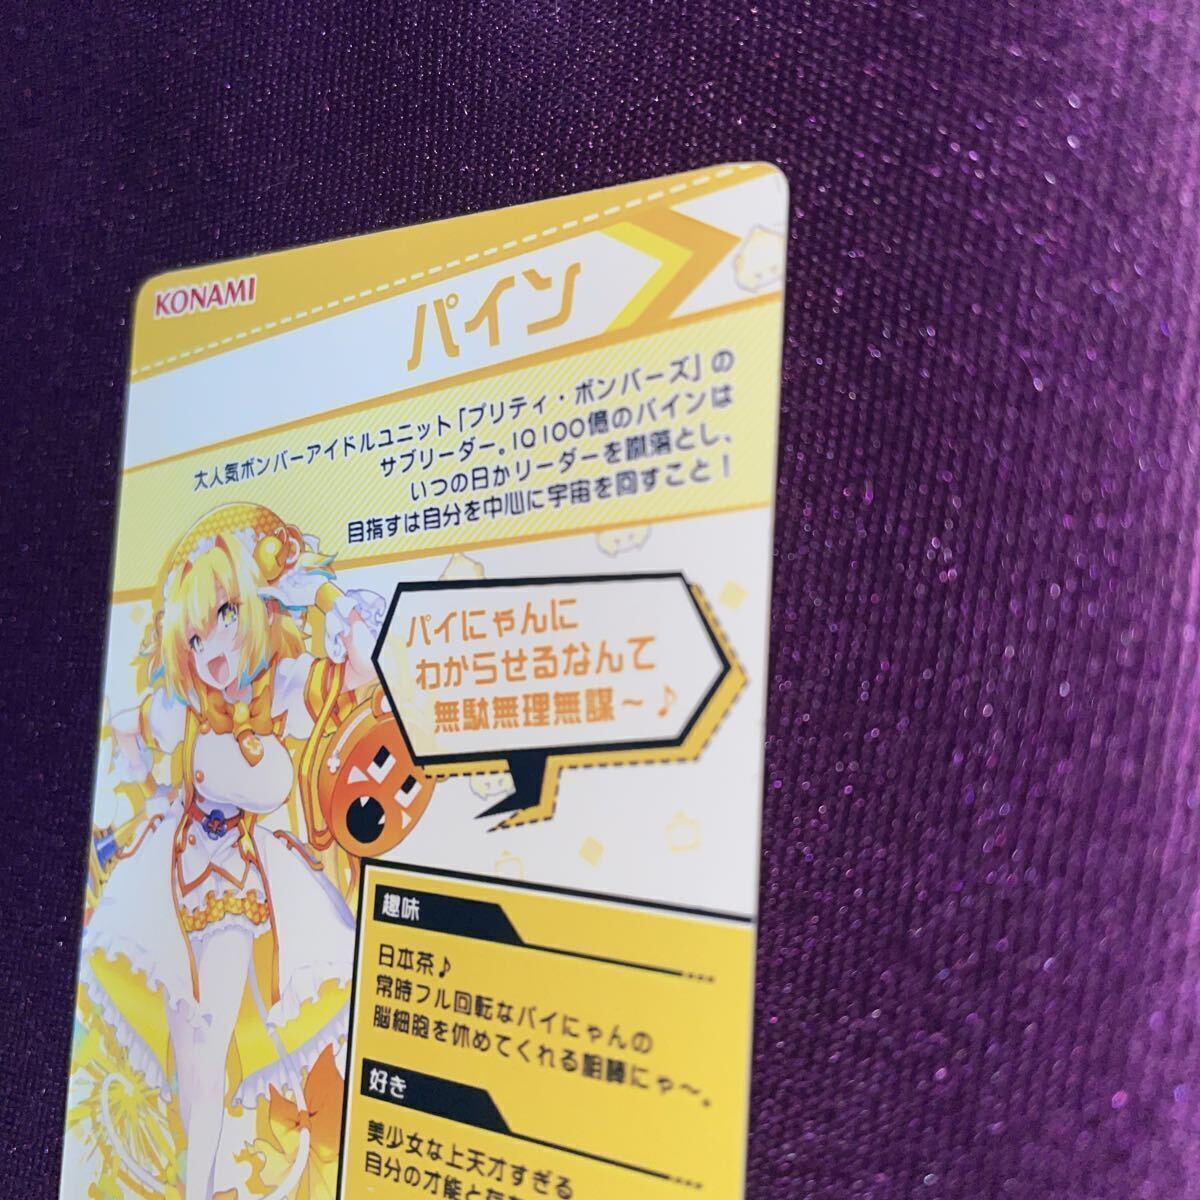 KONAMI
パイン
大人気ボンバーアイドルユニット「プリティ・ボンバーズ」の
サブリーダー。IQ100億のパインは
いつの日かリーダーを蹴落とし、
目指すは自分を中心に宇宙を回すこと！
パイにゃんに
わからせるなんて
無駄無理無謀～♪
趣味
日本茶♪
常時フル回転なパイにゃんの
脳細胞を休めてくれる相棒にゃ～。
好き
美少女な上天才すぎる
自分の才能と